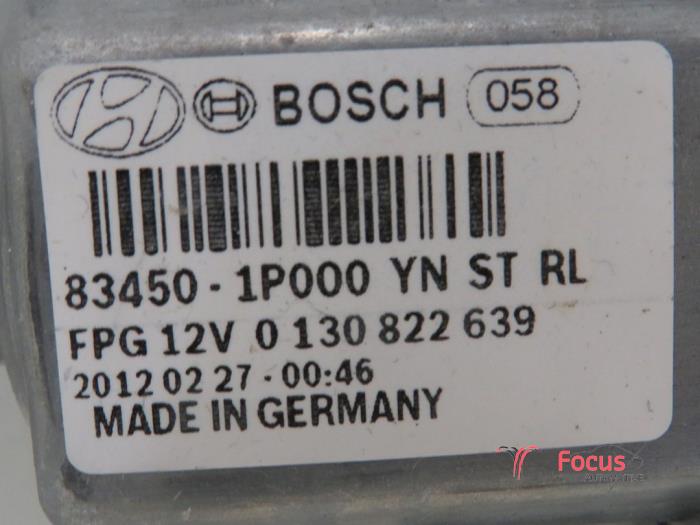 BOSCH 058
83450-1P000 YN ST RL
FPG 12V 0 130 822 639
2012 02 27 - 00:46
MADE IN GERMANY
Focus
AUTOMOTIVE